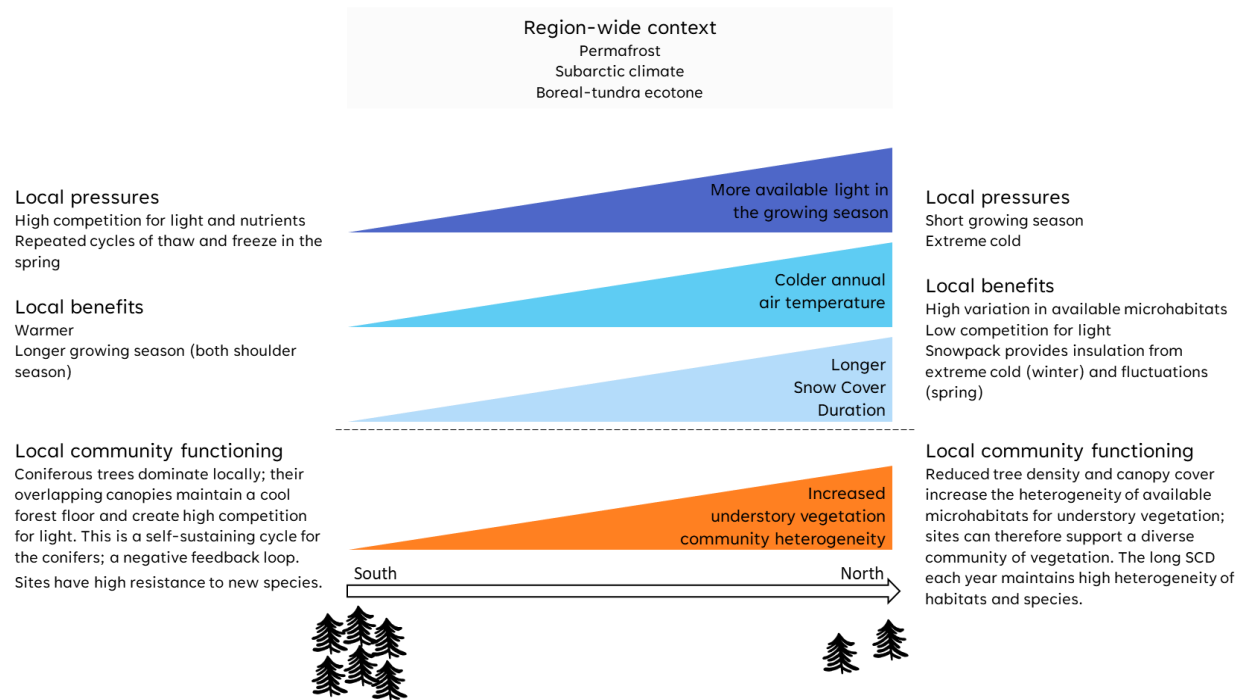 Region-wide context
Permafrost
Subarctic climate
Boreal-tundra ecotone
Local pressures
High competition for light and nutrients
Repeated cycles of thaw and freeze in the
spring
Local benefits
Warmer
Longer growing season (both shoulder
season)
Local community functioning
Coniferous trees dominate locally; their
overlapping canopies maintain a cool
forest floor and create high competition
for light. This is a self-sustaining cycle for
the conifers; a negative feedback loop.
Sites have high resistance to new species.
More available light in
the growing season
Colder annual
air temperature
Longer
Snow Cover
Duration
Increased
understory vegetation
community heterogeneity
South
North
Local pressures
Short growing season
Extreme cold
Local benefits
High variation in available microhabitats
Low competition for light
Snowpack provides insulation from
extreme cold (winter) and fluctuations
(spring)
Local community functioning
Reduced tree density and canopy cover
increase the heterogeneity of available
microhabitats for understory vegetation;
sites can therefore support a diverse
community of vegetation. The long SCD
each year maintains high heterogeneity of
habitats and species.